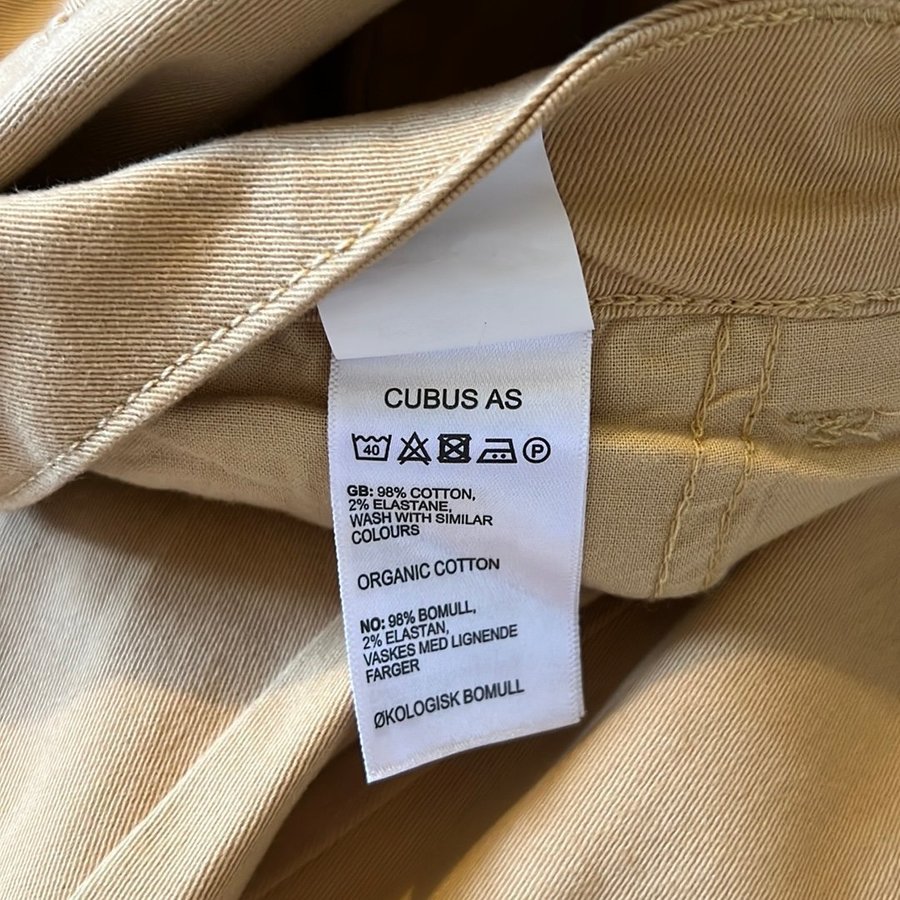 CUBUS AS
40 P
GB: 98% COTTON,
2% ELASTANE,
WASH WITH SIMILAR
COLOURS
ORGANIC COTTON
NO: 98% BOMULL,
2% ELASTAN,
VASKES MED LIGNENDE
FARGER
ØKOLOGISK BOMULL